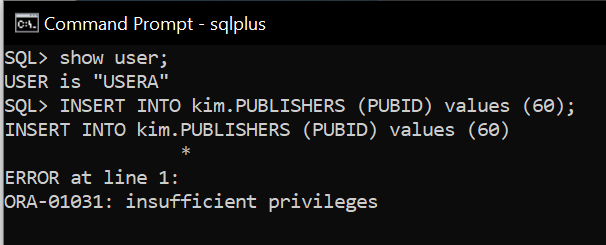 Command Prompt - sqlplus
SQL> show user;
USER is "USERA"
SQL> INSERT INTO kim.PUBLISHERS (PUBID) values (60);
INSERT INTO kim.PUBLISHERS (PUBID) values (60)
                *
ERROR at line 1:
ORA-01031: insufficient privileges